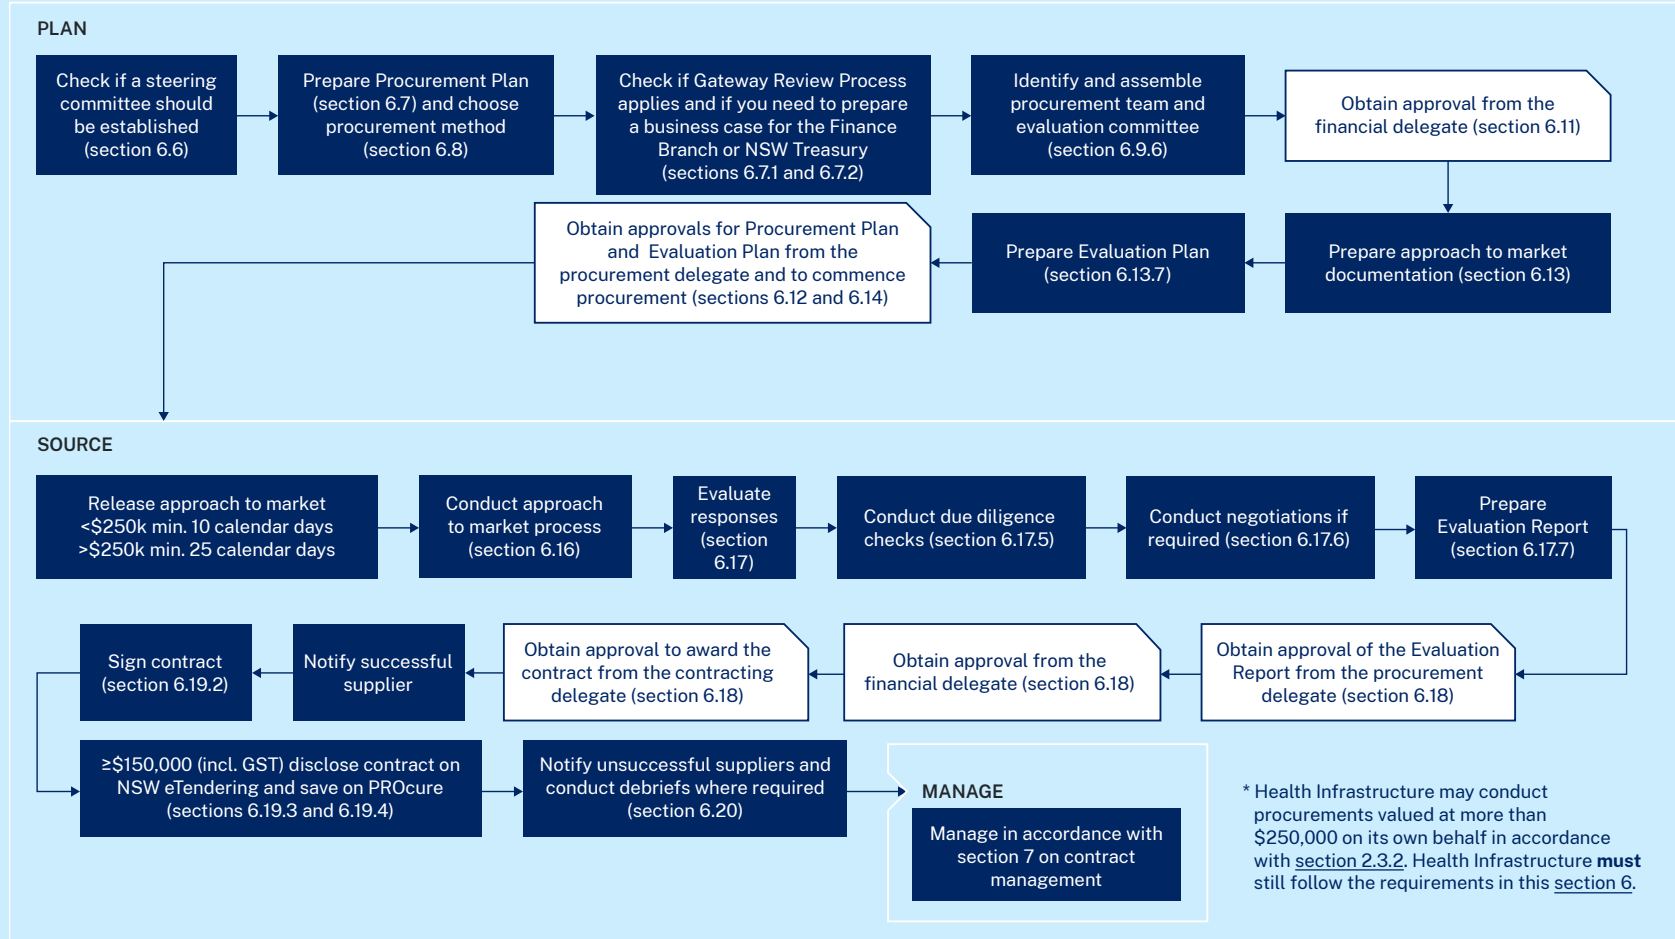 PLAN
Check if a steering
committee should
be established
(section 6.6)
Prepare Procurement Plan
(section 6.7) and choose
procurement method
(section 6.8)
Check if Gateway Review Process
applies and if you need to prepare
a business case for the Finance
Branch or NSW Treasury
(sections 6.7.1 and 6.7.2)
Identify and assemble
procurement team and
evaluation committee
(section 6.9.6)
Obtain approval from the
financial delegate (section 6.11)
Prepare approach to market
documentation (section 6.13)
Prepare Evaluation Plan
(section 6.13.7)
Obtain approvals for Procurement Plan
and Evaluation Plan from the
procurement delegate and to commence
procurement (sections 6.12 and 6.14)
SOURCE
Release approach to market
<$250k min. 10 calendar days
>$250k min. 25 calendar days
Conduct approach
to market process
(section 6.16)
Evaluate
responses
(section
6.17)
Conduct due diligence
checks (section 6.17.5)
Conduct negotiations if
required (section 6.17.6)
Prepare
Evaluation Report
(section 6.17.7)
Obtain approval of the Evaluation
Report from the procurement
delegate (section 6.18)
Obtain approval from the
financial delegate (section 6.18)
Obtain approval to award the
contract from the contracting
delegate (section 6.18)
Notify successful
supplier
Sign contract
(section 6.19.2)
≥$150,000 (incl. GST) disclose contract on
NSW eTendering and save on PROcure
(sections 6.19.3 and 6.19.4)
Notify unsuccessful suppliers and
conduct debriefs where required
(section 6.20)
MANAGE
Manage in accordance with
section 7 on contract
management
* Health Infrastructure may conduct
procurements valued at more than
$250,000 on its own behalf in accordance
with section 2.3.2. Health Infrastructure must
still follow the requirements in this section 6.